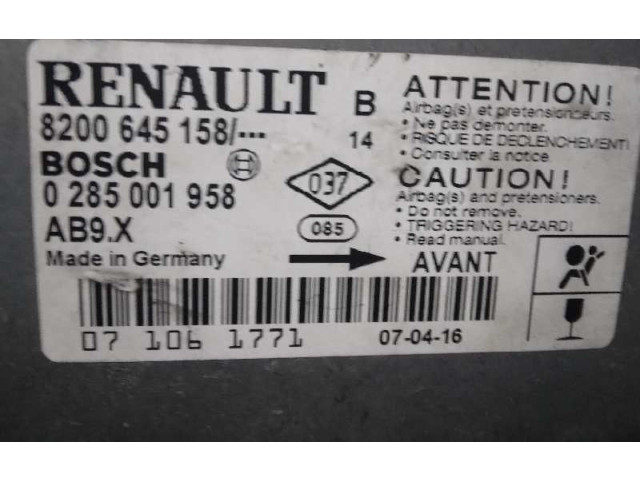 RENAULT B
8200 645 158/--- 14
BOSCH
0 285 001 958
037
AB9.X
085
Made in Germany
AVANT
ATTENTION!
Airbag(s) et pretensionneurs.
• Ne pas demonter.
• RISQUE DE DECLENCHEMENT!
• Consulter la notice.
CAUTION!
Airbag(s) and pretensioners.
• Do not remove.
• TRIGGERING HAZARD!
• Read manual.
07 106 1771
07-04-16